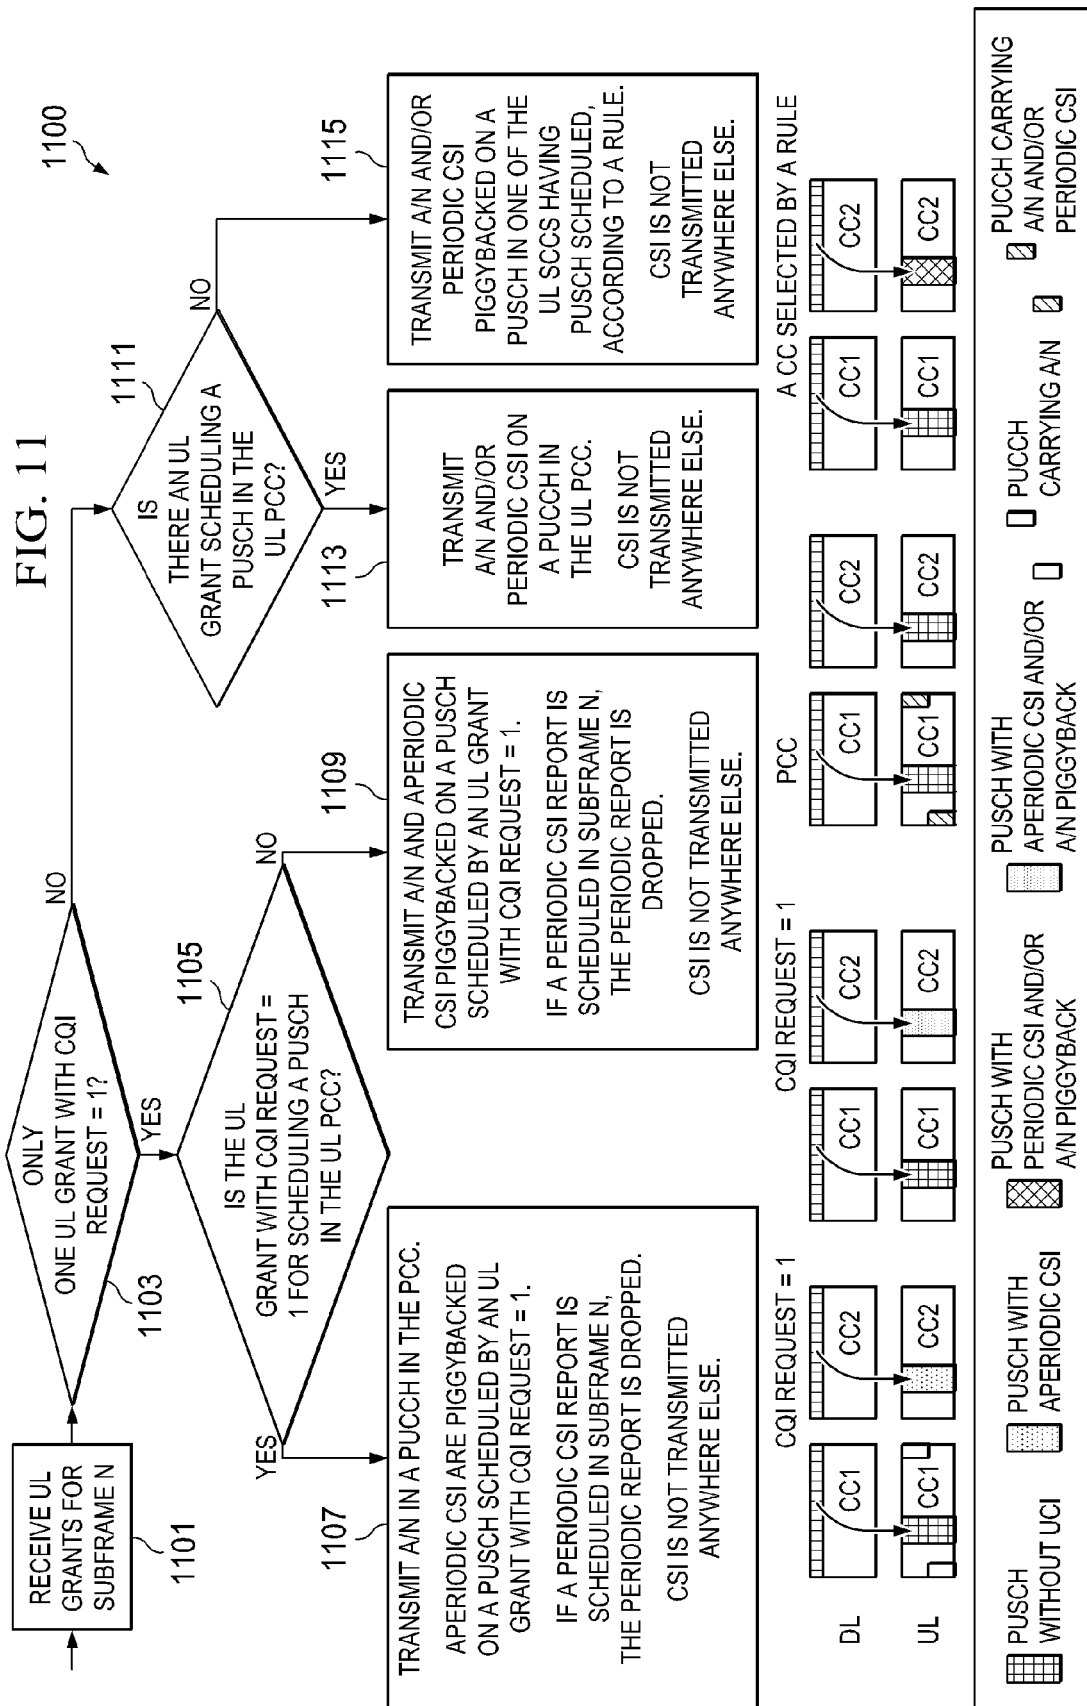 FIG. 11
1100
RECEIVE UL
GRANTS FOR
SUBFRAME N
1101
ONLY
ONE UL GRANT WITH CQI
REQUEST = 1?
1103
NO
YES
IS THE UL
GRANT WITH CQI REQUEST =
1 FOR SCHEDULING A PUSCH
IN THE UL PCC?
1105
YES
NO
IS
THERE AN UL
GRANT SCHEDULING A
PUSCH IN THE
UL PCC?
1111
NO
YES
1107
TRANSMIT A/N IN A PUCCH IN THE PCC.
APERIODIC CSI ARE PIGGYBACKED
ON A PUSCH SCHEDULED BY AN UL
GRANT WITH CQI REQUEST = 1.
IF A PERIODIC CSI REPORT IS
SCHEDULED IN SUBFRAME N,
THE PERIODIC REPORT IS DROPPED.
CSI IS NOT TRANSMITTED
ANYWHERE ELSE.
1109
TRANSMIT A/N AND APERIODIC
CSI PIGGYBACKED ON A PUSCH
SCHEDULED BY AN UL GRANT
WITH CQI REQUEST = 1.
IF A PERIODIC CSI REPORT IS
SCHEDULED IN SUBFRAME N,
THE PERIODIC REPORT IS
DROPPED.
CSI IS NOT TRANSMITTED
ANYWHERE ELSE.
1113
TRANSMIT
A/N AND/OR
PERIODIC CSI ON
A PUCCH IN
THE UL PCC.
CSI IS NOT
TRANSMITTED
ANYWHERE ELSE.
1115
TRANSMIT A/N AND/OR
PERIODIC CSI
PIGGYBACKED ON A
PUSCH IN ONE OF THE
UL SCCS HAVING
PUSCH SCHEDULED,
ACCORDING TO A RULE.
CSI IS NOT
TRANSMITTED
ANYWHERE ELSE.
CQI REQUEST = 1
CQI REQUEST = 1
PCC
A CC SELECTED BY A RULE
DL
CC1
CC2
CC1
CC2
CC1
CC2
CC1
CC2
UL
CC1
CC2
CC1
CC2
CC1
CC2
CC1
CC2
PUSCH
WITHOUT UCI
PUSCH WITH
APERIODIC CSI
PUSCH WITH
PERIODIC CSI AND/OR
A/N PIGGYBACK
PUSCH WITH
APERIODIC CSI AND/OR
A/N PIGGYBACK
PUCCH
CARRYING A/N
PUCCH CARRYING
A/N AND/OR
PERIODIC CSI